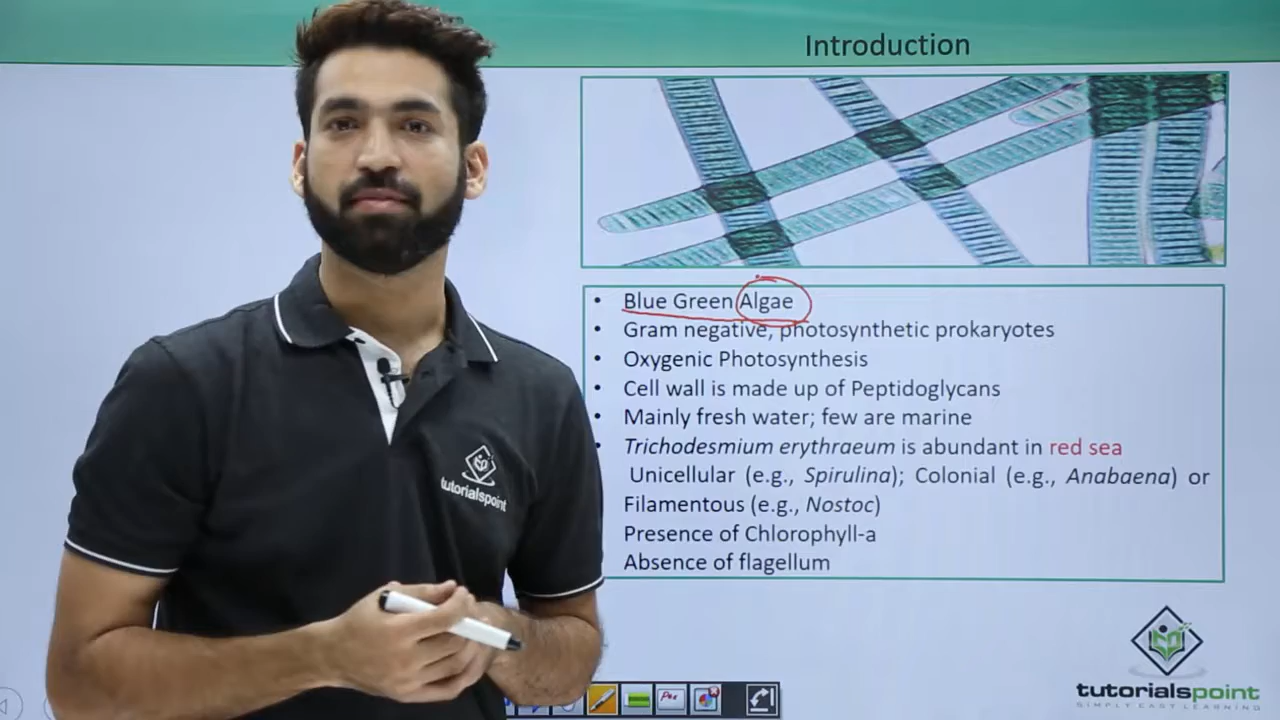 Introduction
• Blue Green Algae
• Gram negative, photosynthetic prokaryotes
• Oxygenic Photosynthesis
• Cell wall is made up of Peptidoglycans
• Mainly fresh water; few are marine
• Trichodesmium erythraeum is abundant in red sea
Unicellular (e.g., Spirulina); Colonial (e.g., Anabaena) or
Filamentous (e.g., Nostoc)
Presence of Chlorophyll-a
Absence of flagellum
tutorialspoint
Pen
tutorialspoint
SIMPLY EASY LEARNING